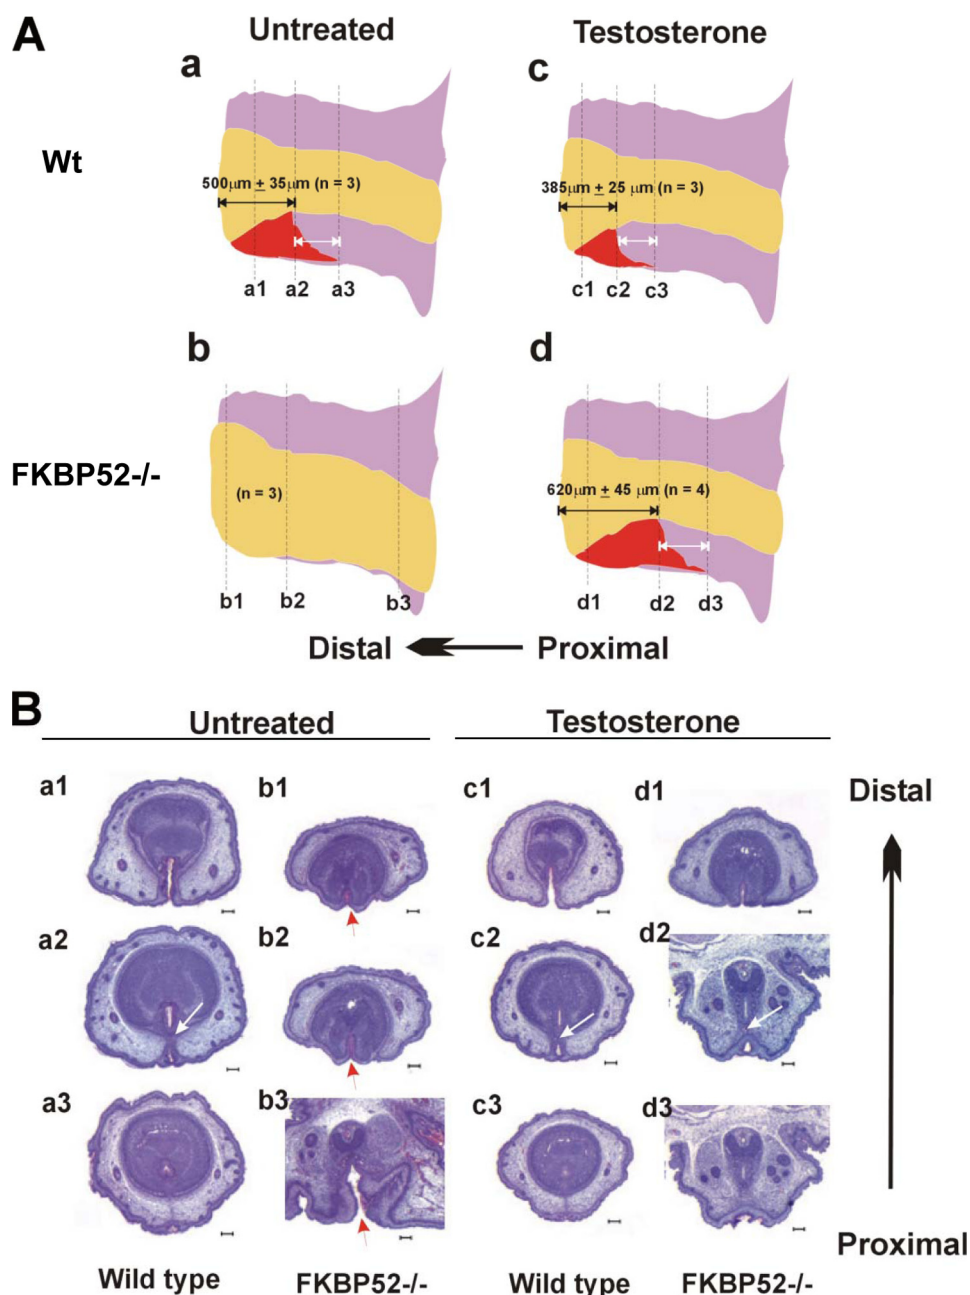 A
Untreated
Testosterone
a
c
Wt
500µm ± 35µm (n = 3)
385µm ± 25 µm (n = 3)
a1
a2
a3
c1
c2
c3
b
d
FKBP52-/-
(n = 3)
620µm ± 45 µm (n = 4)
b1
b2
b3
d1
d2
d3
Distal
Proximal
B
Untreated
Testosterone
a1
b1
c1
d1
Distal
a2
b2
c2
d2
a3
b3
c3
d3
Proximal
Wild type
FKBP52-/-
Wild type
FKBP52-/-